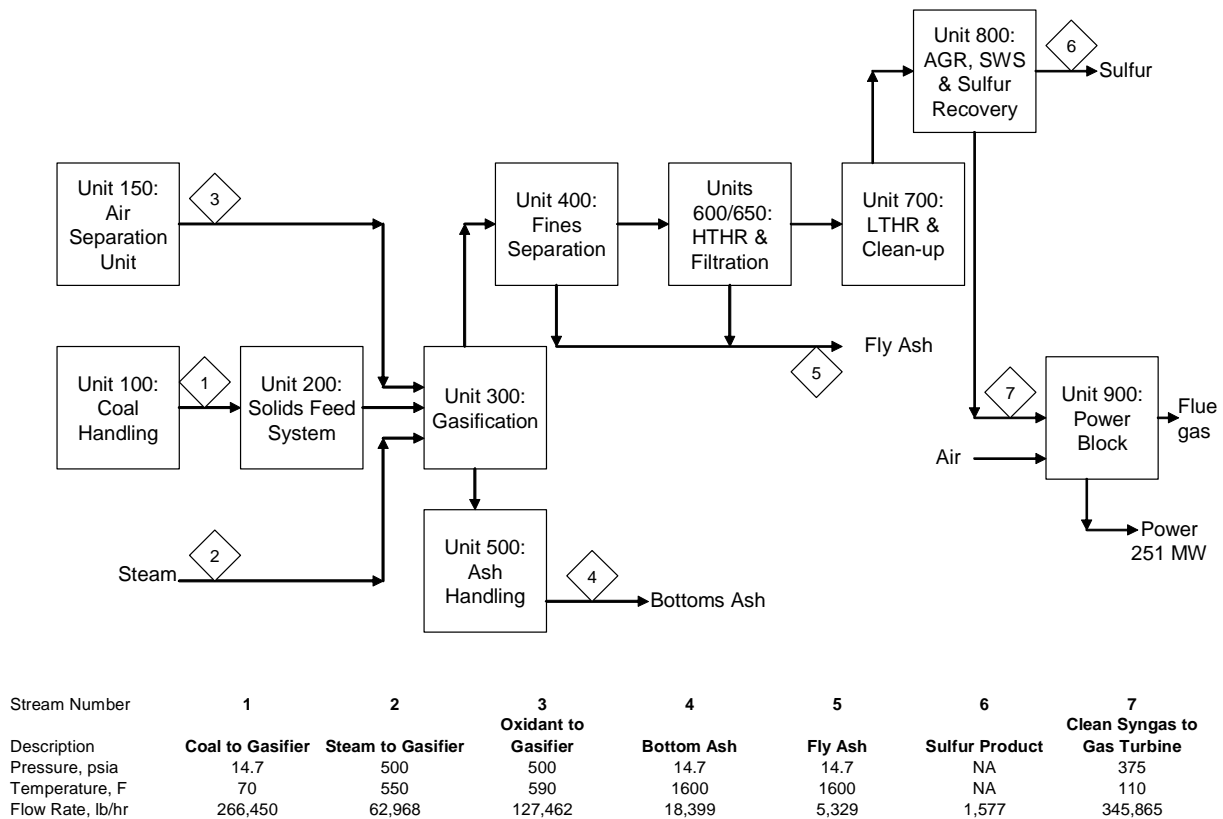 Unit 800:
AGR, SWS
& Sulfur
Recovery
6
Sulfur
Unit 150:
Air
Separation
Unit
3
Unit 400:
Fines
Separation
Units
600/650:
HTHR &
Filtration
Unit 700:
LTHR &
Clean-up
Fly Ash
5
Unit 100:
Coal
Handling
1
Unit 200:
Solids Feed
System
Unit 300:
Gasification
7
Unit 900:
Power
Block
Flue
gas
Air
Power
251 MW
Steam
2
Unit 500:
Ash
Handling
4
Bottoms Ash
Stream Number 1 2 3 4 5 6 7
Oxidant to Clean Syngas to
Description Coal to Gasifier Steam to Gasifier Gasifier Bottom Ash Fly Ash Sulfur Product Gas Turbine
Pressure, psia 14.7 500 500 14.7 14.7 NA 375
Temperature, F 70 550 590 1600 1600 NA 110
Flow Rate, lb/hr 266,450 62,968 127,462 18,399 5,329 1,577 345,865